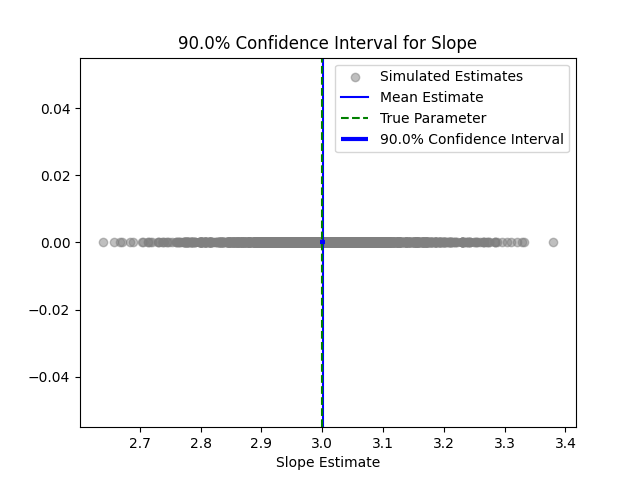 90.0% Confidence Interval for Slope
Simulated Estimates
Mean Estimate
True Parameter
90.0% Confidence Interval
0.04
0.02
0.00
−0.02
−0.04
2.7 2.8 2.9 3.0 3.1 3.2 3.3 3.4
Slope Estimate